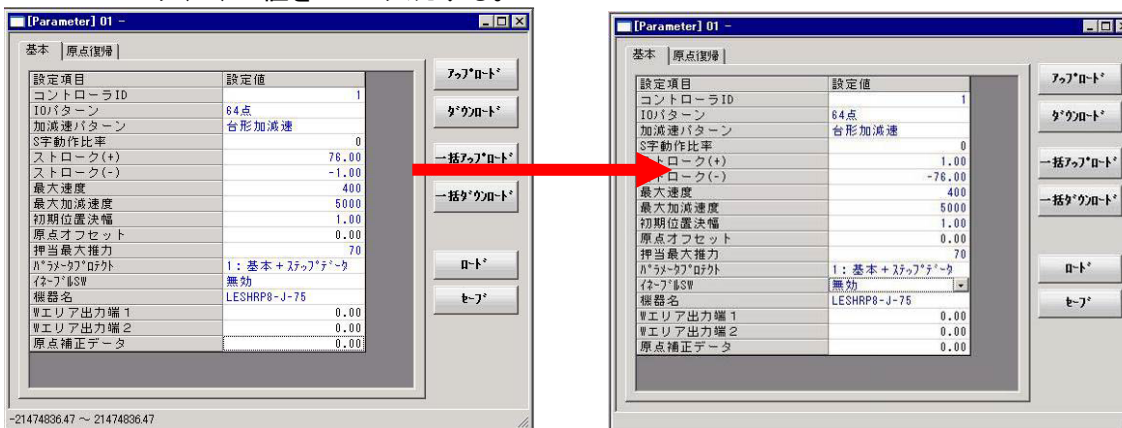 [Parameter] 01 -
基本 原点復帰
設定項目 設定値
コントローラID 1
IOパターン 64点
加減速パターン 台形加減速
S字動作比率 0
ストローク(+) 76.00
ストローク(-) -1.00
最大速度 400
最大加減速度 5000
初期位置決幅 1.00
原点オフセット 0.00
押当最大推力 70
ﾊﾟﾗﾒｰﾀﾌﾟﾛﾃｸﾄ 1：基本+ｽﾃｯﾌﾟﾃﾞｰﾀ
ｲﾈｰﾌﾞﾙSW 無効
機器名 LESHRP8-J-75
Wエリア出力端1 0.00
Wエリア出力端2 0.00
原点補正データ 0.00
ｱｯﾌﾟﾛｰﾄﾞ
ﾀﾞｳﾝﾛｰﾄﾞ
一括ｱｯﾌﾟﾛｰﾄﾞ
一括ﾀﾞｳﾝﾛｰﾄﾞ
ﾛｰﾄﾞ
ｾｰﾌﾞ
-21474836.47 ～ 21474836.47
[Parameter] 01 -
基本 原点復帰
設定項目 設定値
コントローラID 1
IOパターン 64点
加減速パターン 台形加減速
S字動作比率 0
トローク(+) 1.00
トローク(-) -76.00
最大速度 400
最大加減速度 5000
初期位置決幅 1.00
原点オフセット 0.00
押当最大推力 70
ﾊﾟﾗﾒｰﾀﾌﾟﾛﾃｸﾄ 1：基本+ｽﾃｯﾌﾟﾃﾞｰﾀ
ｲﾈｰﾌﾞﾙSW 無効
機器名 LESHRP8-J-75
Wエリア出力端1 0.00
Wエリア出力端2 0.00
原点補正データ 0.00
ｱｯﾌﾟﾛｰﾄﾞ
ﾀﾞｳﾝﾛｰﾄﾞ
一括ｱｯﾌﾟﾛｰﾄﾞ
一括ﾀﾞｳﾝﾛｰﾄﾞ
ﾛｰﾄﾞ
ｾｰﾌﾞ